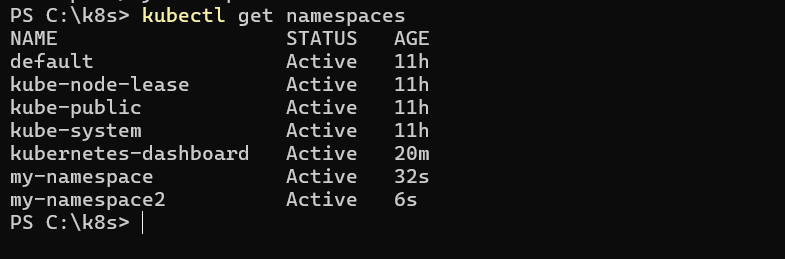 PS C:\k8s> kubectl get namespaces
NAME                   STATUS   AGE
default                Active   11h
kube-node-lease        Active   11h
kube-public            Active   11h
kube-system            Active   11h
kubernetes-dashboard   Active   20m
my-namespace           Active   32s
my-namespace2          Active   6s
PS C:\k8s>